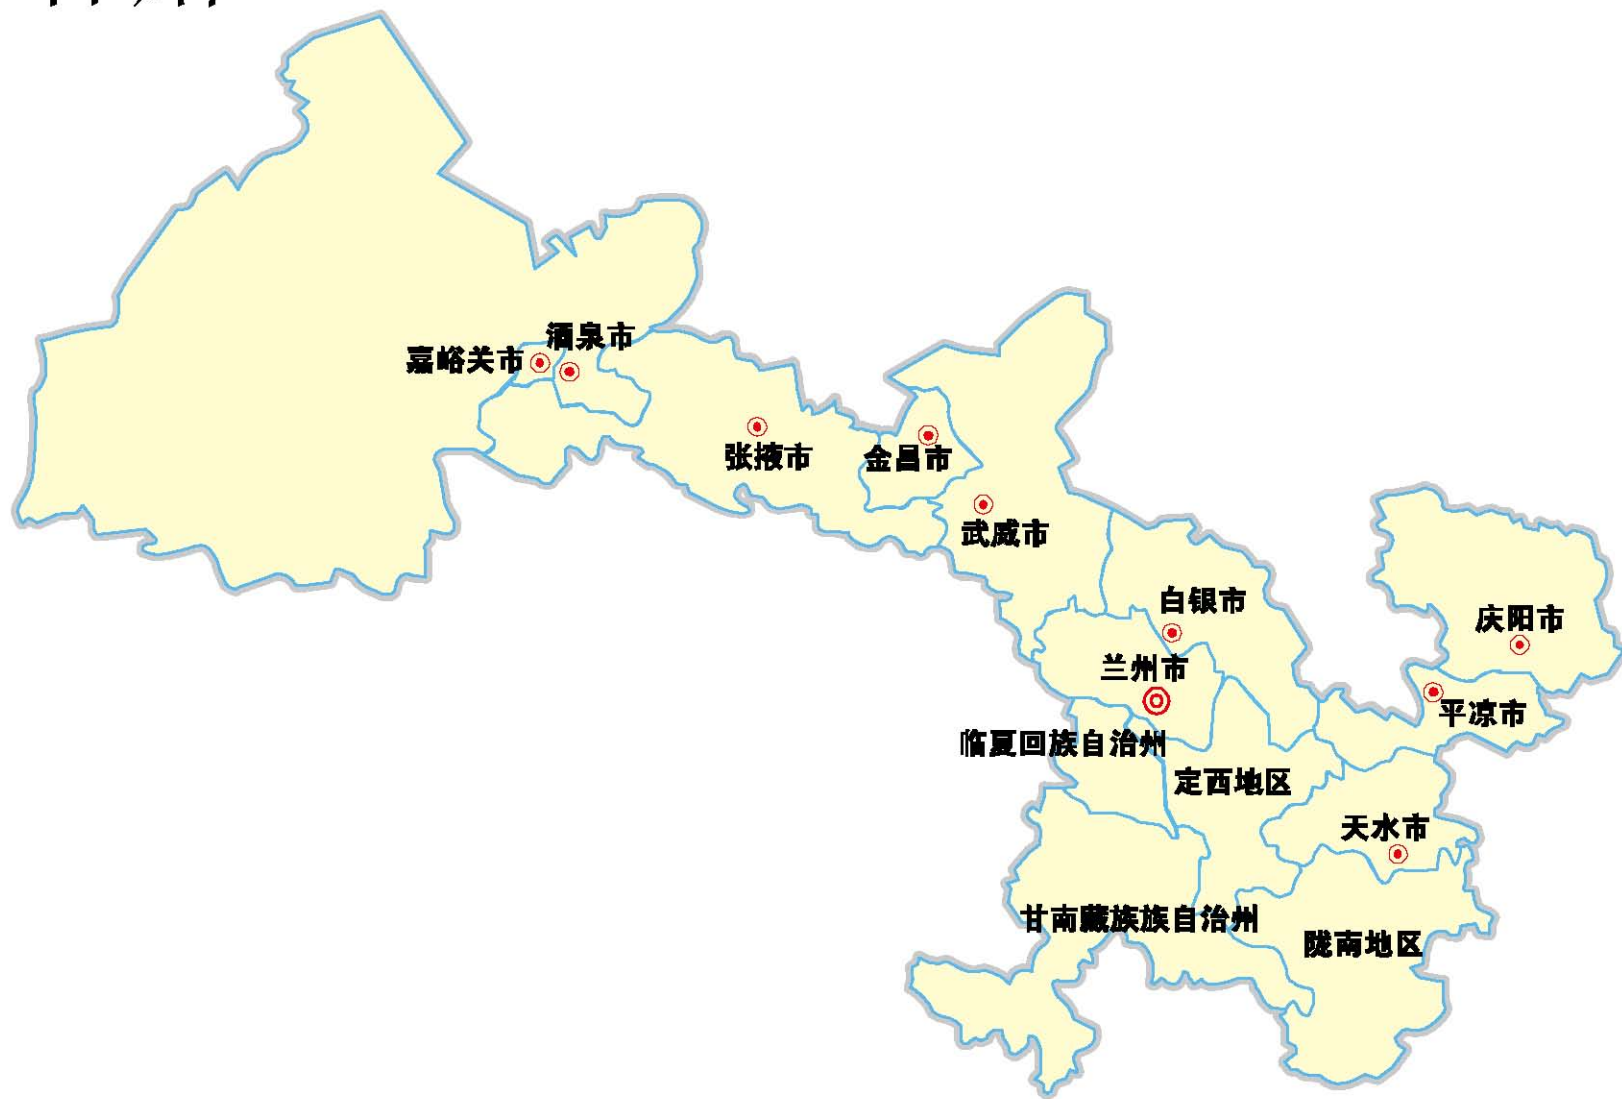 酒泉市
嘉峪关市
张掖市
金昌市
武威市
白银市
庆阳市
兰州市
平凉市
临夏回族自治州
定西地区
天水市
甘南藏族族自治州
陇南地区